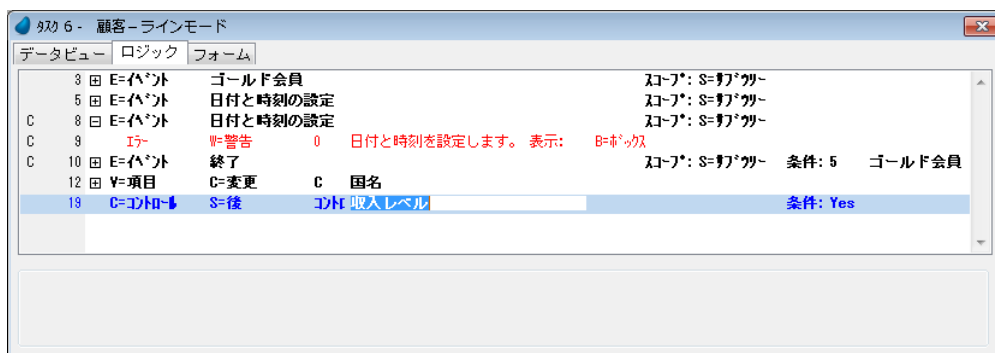 タスク 6 - 顧客－ラインモード
データビュー ロジック フォーム
3 E=イベント ゴールド会員 スコープ: S=サブツリー
5 E=イベント 日付と時刻の設定 スコープ: S=サブツリー
C 8 E=イベント 日付と時刻の設定 スコープ: S=サブツリー
C 9 エラー W=警告 0 日付と時刻を設定します。 表示: B=ボックス
C 10 E=イベント 終了 スコープ: S=サブツリー 条件: 5 ゴールド会員
12 V=項目 C=変更 C 国名
19 C=コントロール S=後 コントロ 収入レベル 条件: Yes